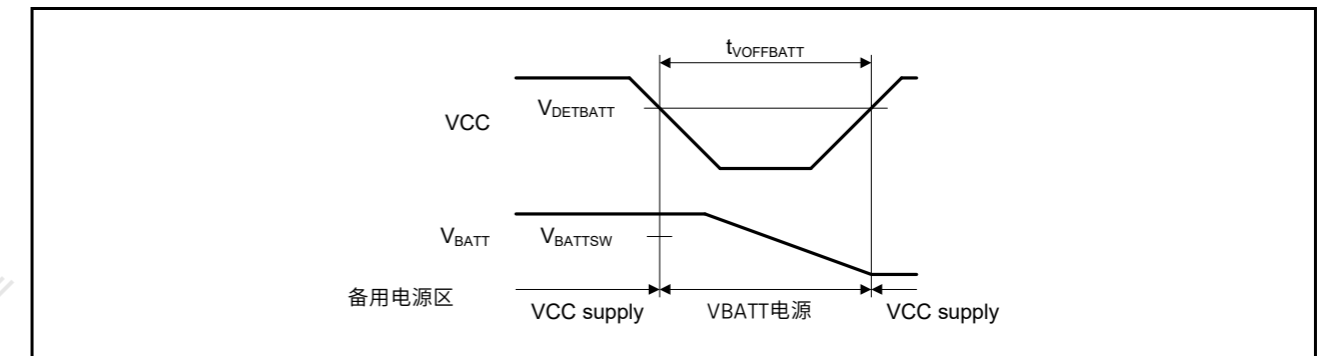 tVOFFBATT
VCC VDETBATT
VBATT VBATTSW
备用电源区 VCC supply VBATT电源 VCC supply